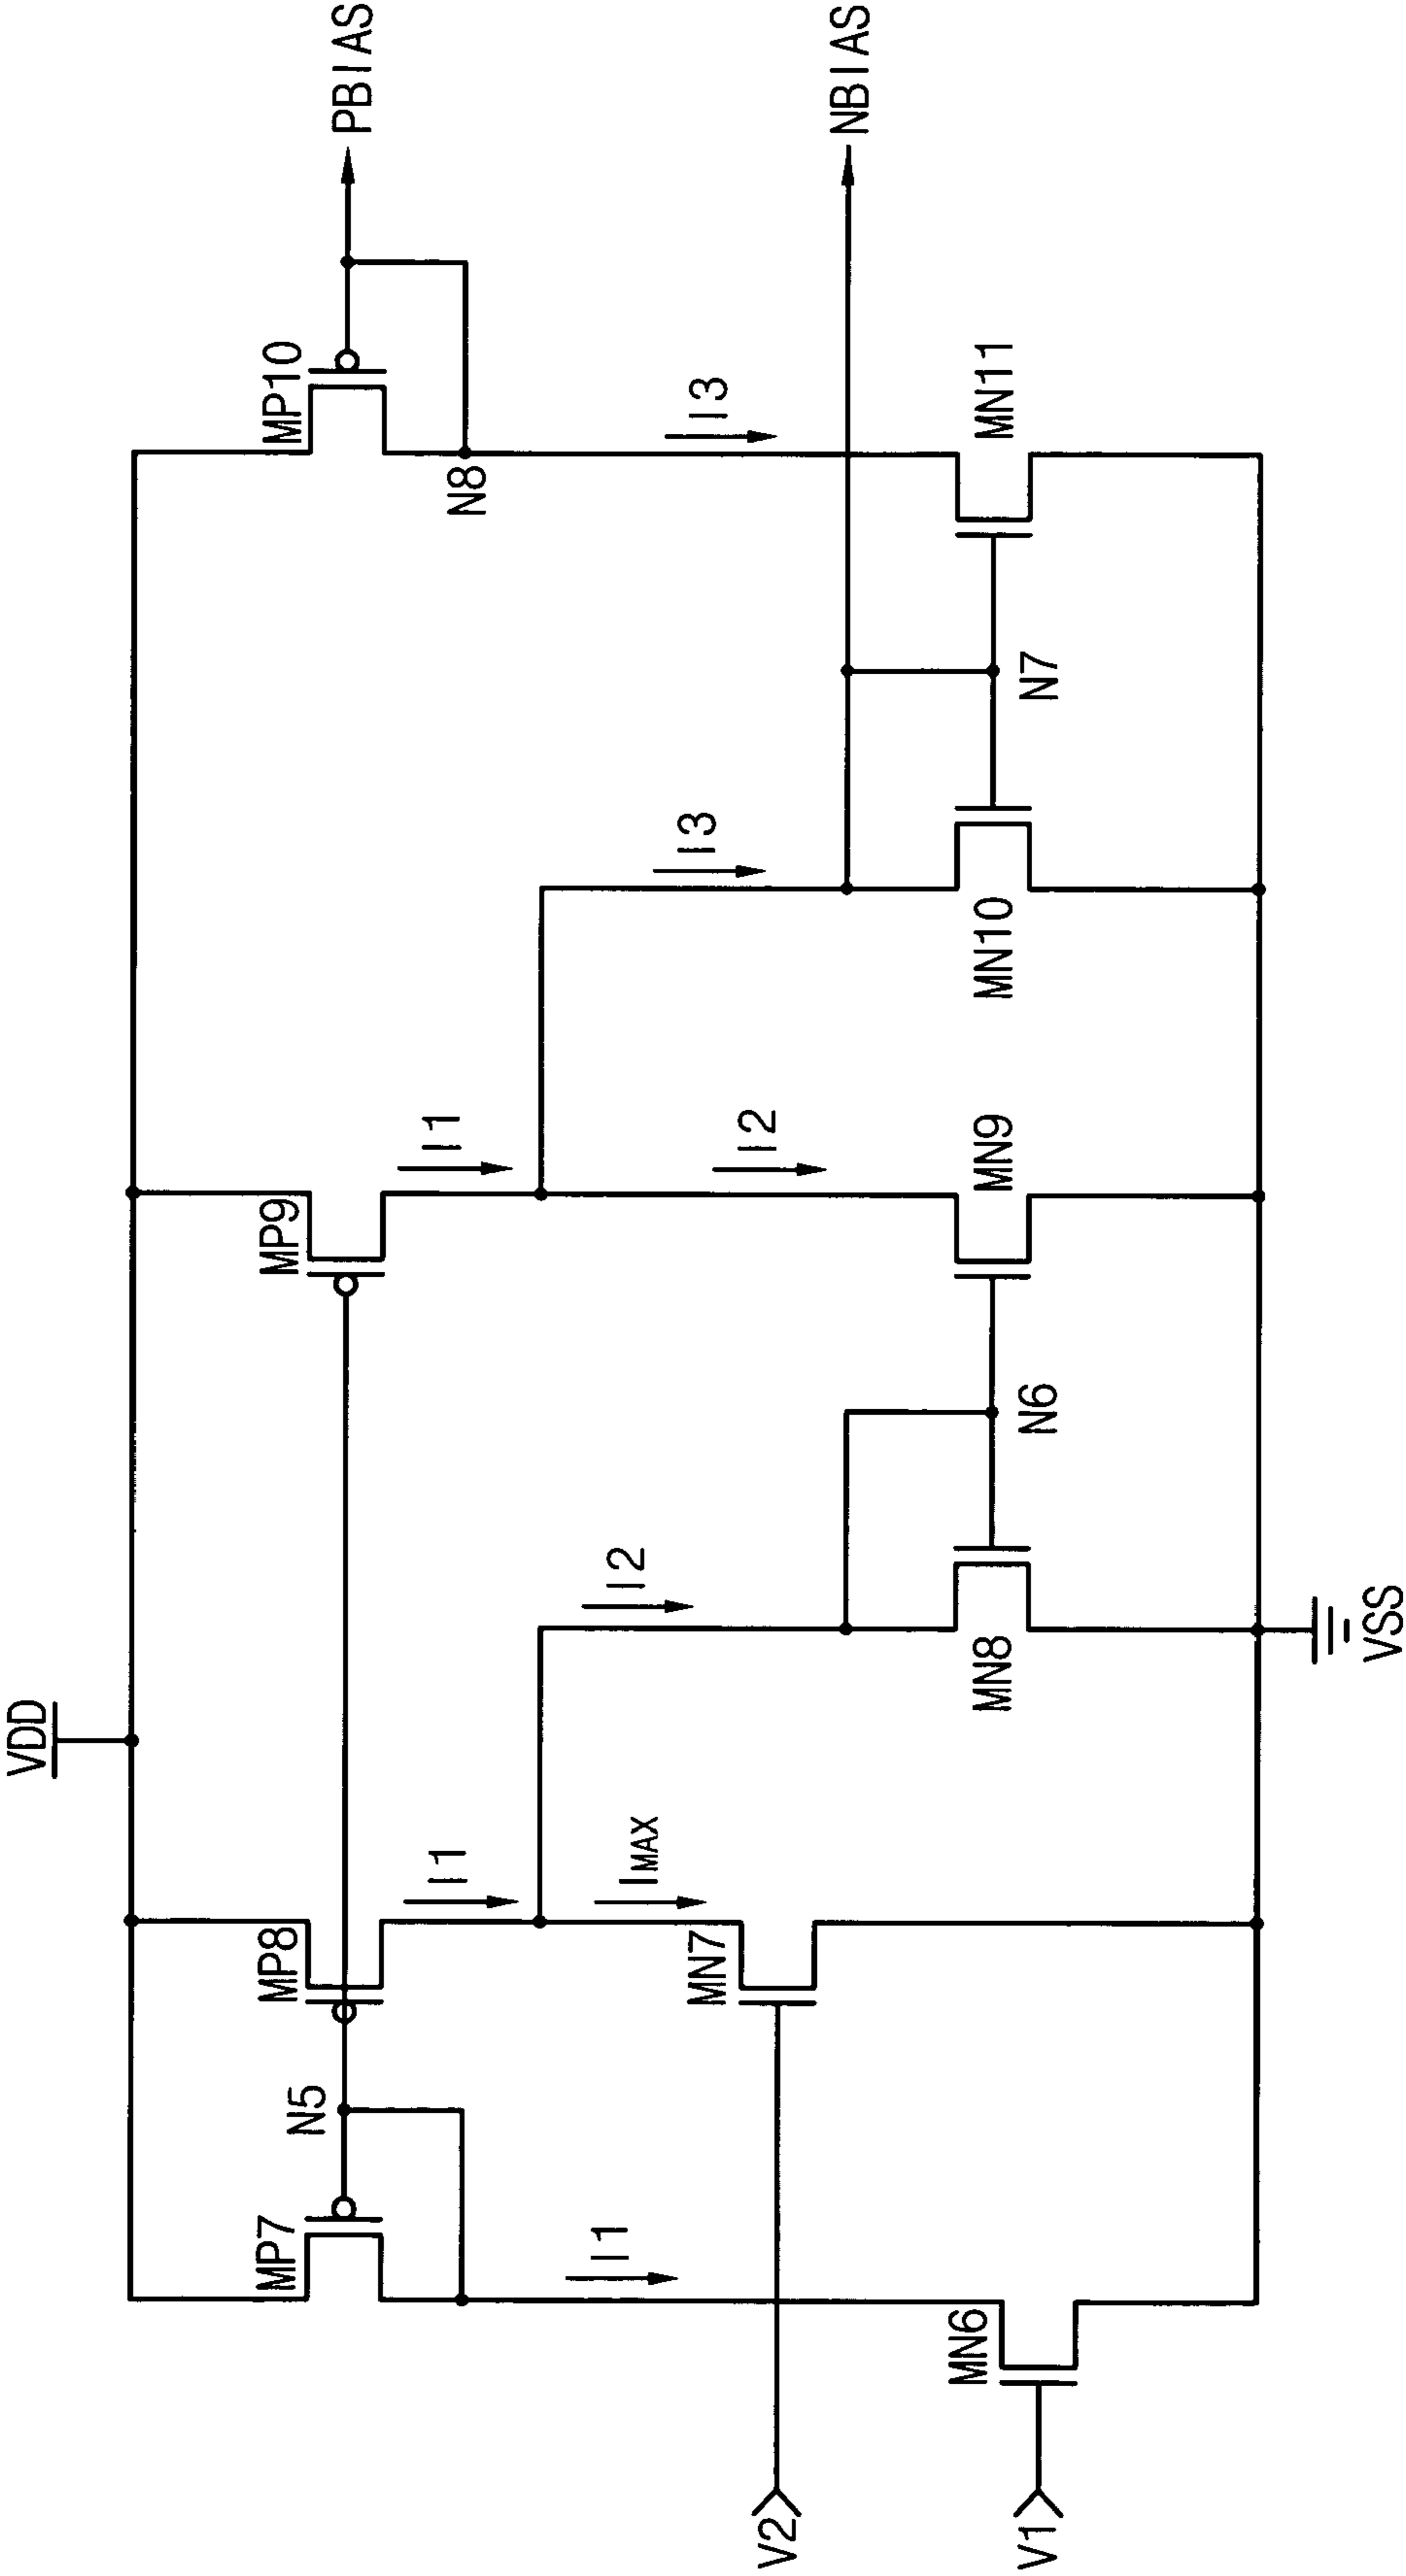 VDD
MP7
N5
MP8
MP9
MP10
PBIAS
N8
I1
I1
I1
I2
I3
I3
IMAX
I2
NBIAS
V2
MN7
MN6
MN8
MN9
MN10
MN11
V1
N6
N7
VSS